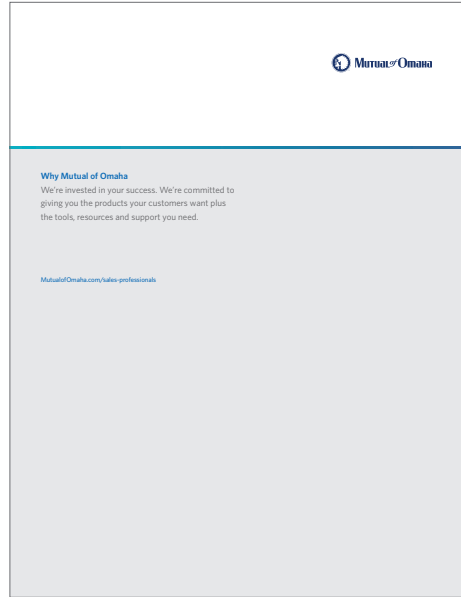 Mutual of Omaha
Why Mutual of Omaha
We're invested in your success. We're committed to
giving you the products your customers want plus
the tools, resources and support you need.
MutualofOmaha.com/sales-professionals